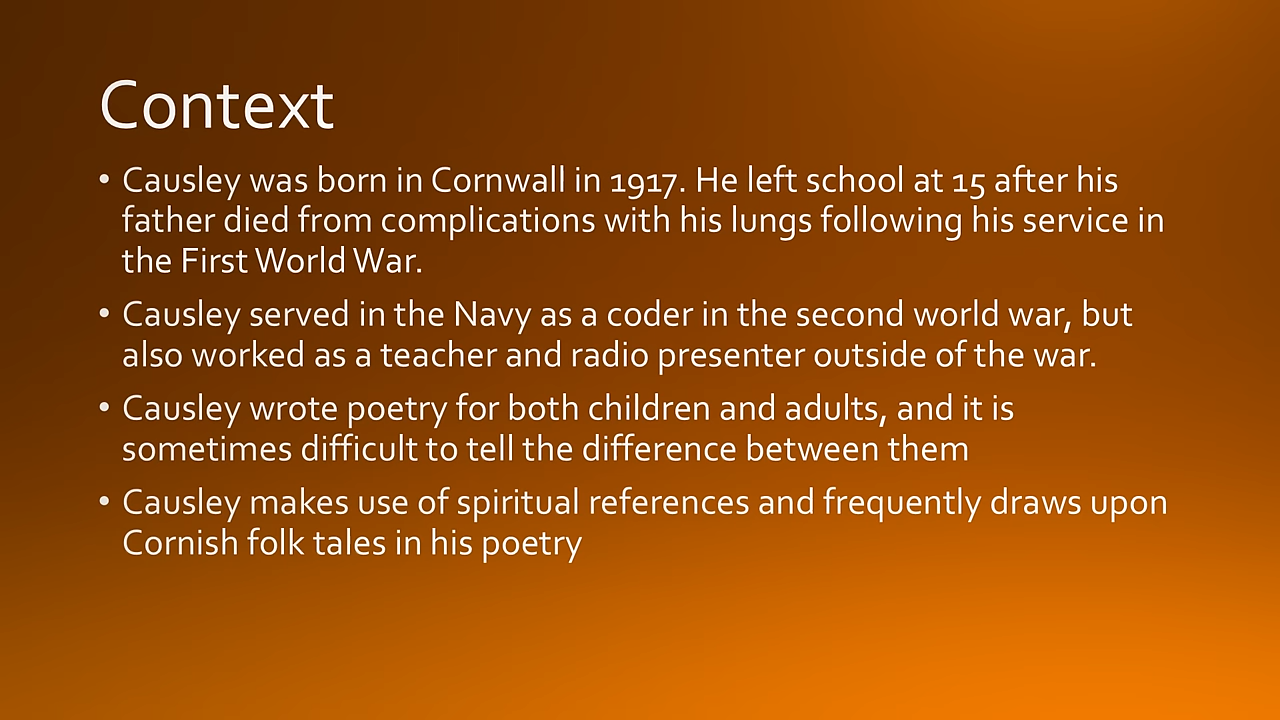 Context
• Causley was born in Cornwall in 1917. He left school at 15 after his
father died from complications with his lungs following his service in
the First World War.
• Causley served in the Navy as a coder in the second world war, but
also worked as a teacher and radio presenter outside of the war.
• Causley wrote poetry for both children and adults, and it is
sometimes difficult to tell the difference between them
• Causley makes use of spiritual references and frequently draws upon
Cornish folk tales in his poetry